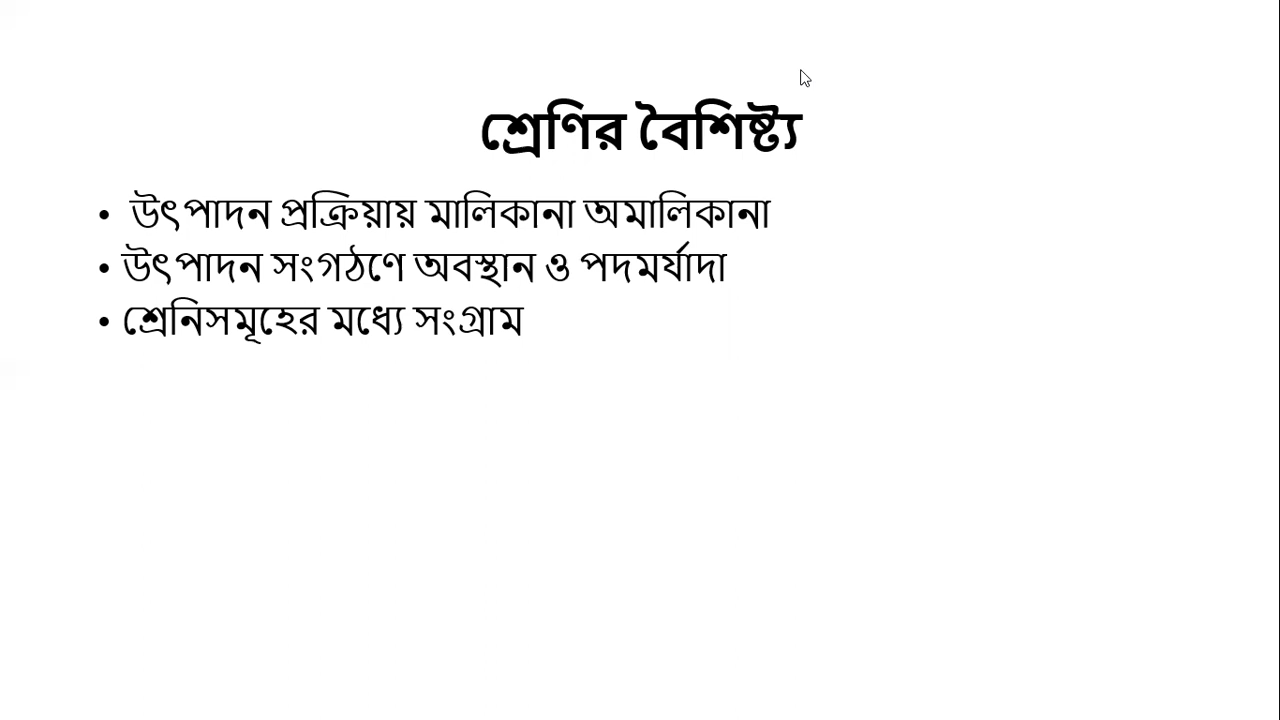 শ্রেণির বৈশিষ্ট্য
• উৎপাদন প্রক্রিয়ায় মালিকানা অমালিকানা
• উৎপাদন সংগঠণে অবস্থান ও পদমর্যাদা
• শ্রেনিসমূহের মধ্যে সংগ্রাম